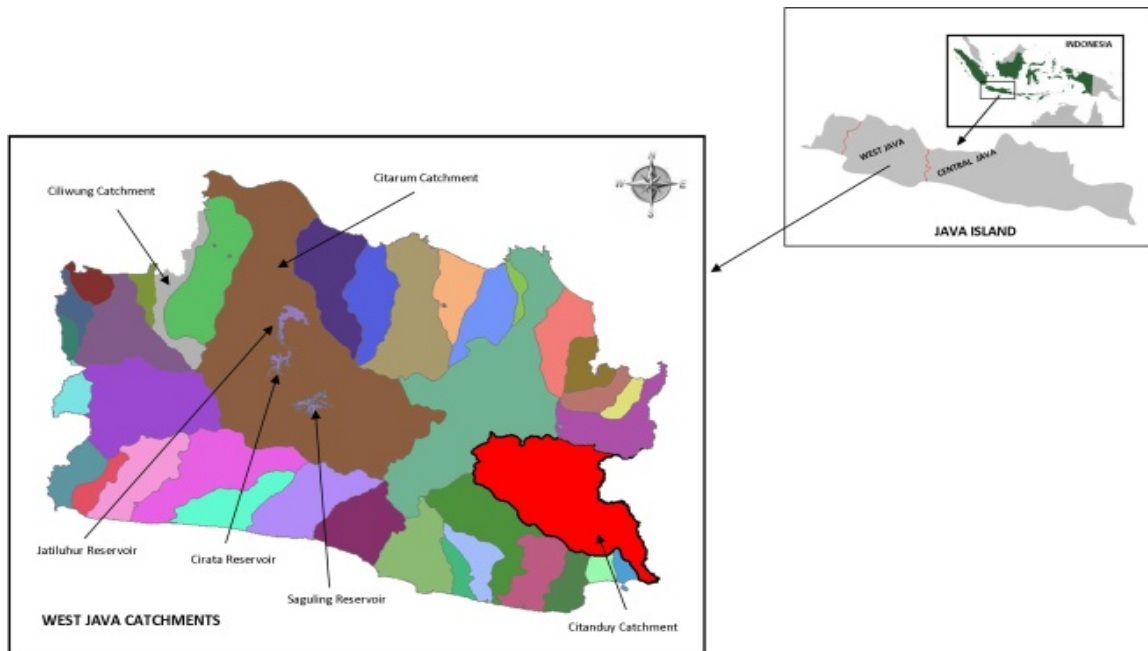 INDONESIA
WEST JAVA
CENTRAL JAVA
JAVA ISLAND
Ciliwung Catchment
Citarum Catchment
N
Jatiluhur Reservoir
Cirata Reservoir
Saguling Reservoir
WEST JAVA CATCHMENTS
Citanduy Catchment